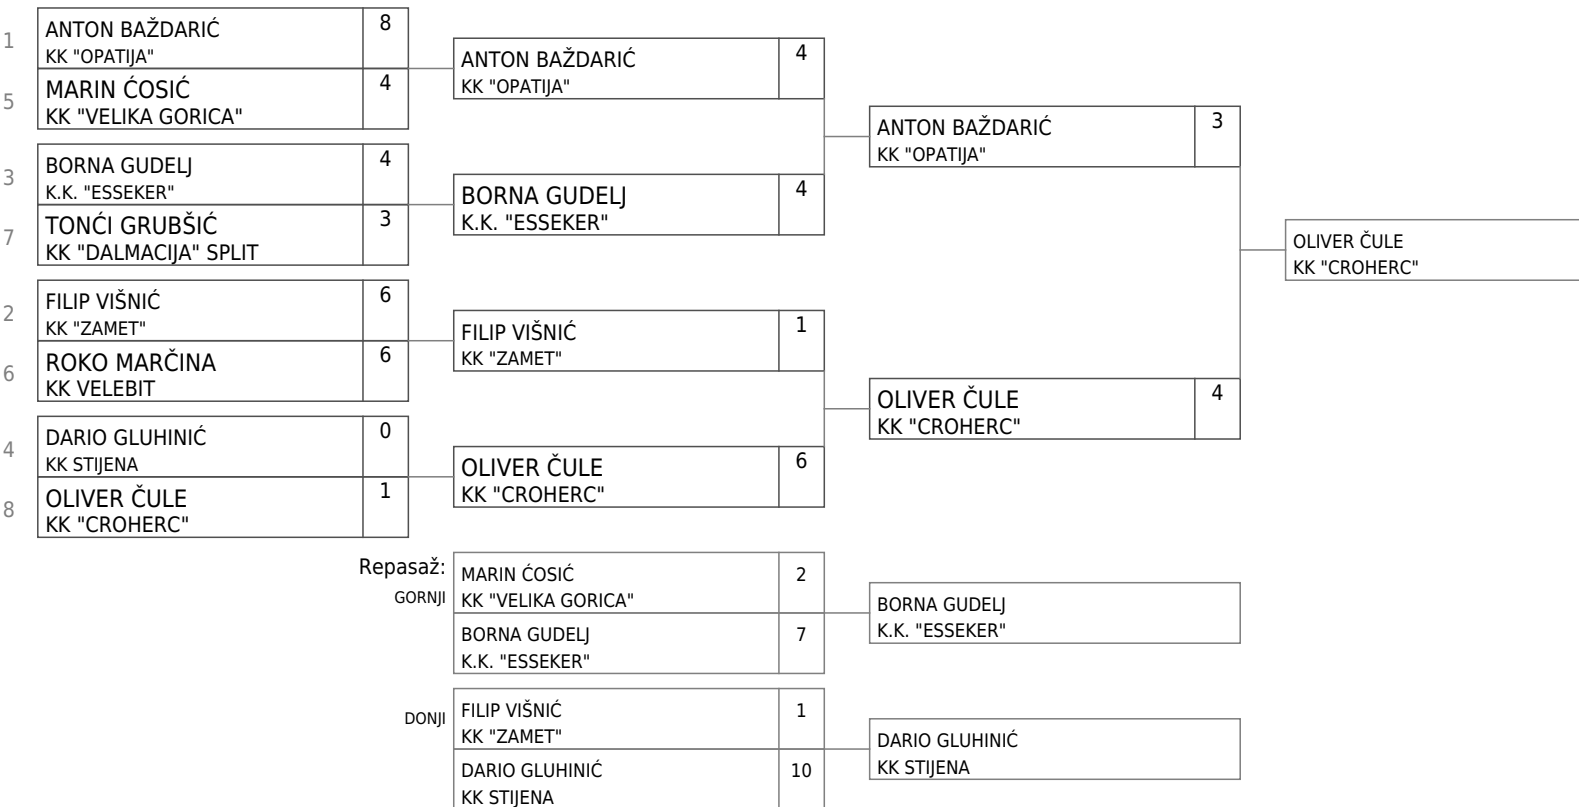 1
ANTON BAŽDARIĆ 8
KK "OPATIJA"
5
MARIN ĆOSIĆ 4
KK "VELIKA GORICA"
3
BORNA GUDELJ 4
K.K. "ESSEKER"
7
TONĆI GRUBŠIĆ 3
KK "DALMACIJA" SPLIT
2
FILIP VIŠNIĆ 6
KK "ZAMET"
6
ROKO MARČINA 6
KK VELEBIT
4
DARIO GLUHINIĆ 0
KK STIJENA
8
OLIVER ČULE 1
KK "CROHERC"
ANTON BAŽDARIĆ 4
KK "OPATIJA"
BORNA GUDELJ 4
K.K. "ESSEKER"
FILIP VIŠNIĆ 1
KK "ZAMET"
OLIVER ČULE 6
KK "CROHERC"
ANTON BAŽDARIĆ 3
KK "OPATIJA"
OLIVER ČULE 4
KK "CROHERC"
OLIVER ČULE
KK "CROHERC"
Repasaž:
GORNJI
MARIN ĆOSIĆ 2
KK "VELIKA GORICA"
BORNA GUDELJ 7
K.K. "ESSEKER"
BORNA GUDELJ
K.K. "ESSEKER"
DONJI
FILIP VIŠNIĆ 1
KK "ZAMET"
DARIO GLUHINIĆ 10
KK STIJENA
DARIO GLUHINIĆ
KK STIJENA